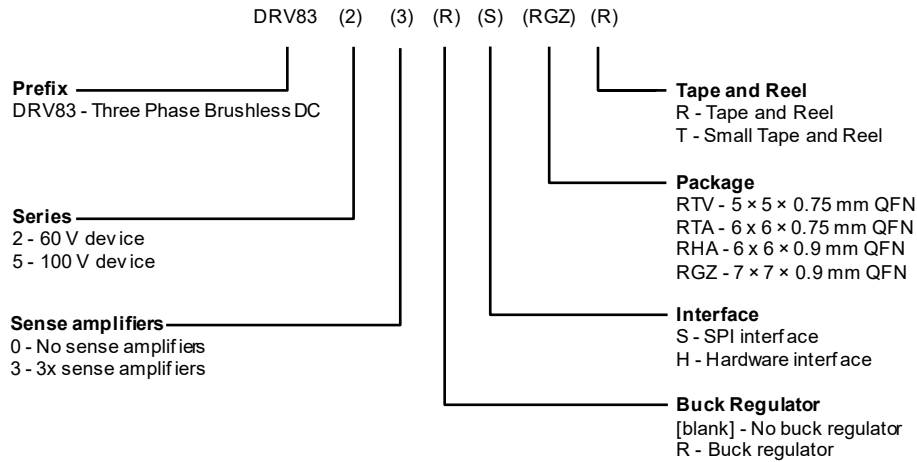 DRV83 (2) (3) (R) (S) (RGZ) (R)
Prefix
DRV83 - Three Phase Brushless DC
Series
2 - 60 V device
5 - 100 V device
Sense amplifiers
0 - No sense amplifiers
3 - 3x sense amplifiers
Tape and Reel
R - Tape and Reel
T - Small Tape and Reel
Package
RTV - 5 × 5 × 0.75 mm QFN
RTA - 6 x 6 × 0.75 mm QFN
RHA - 6 x 6 × 0.9 mm QFN
RGZ - 7 × 7 × 0.9 mm QFN
Interface
S - SPI interface
H - Hardware interface
Buck Regulator
[blank] - No buck regulator
R - Buck regulator